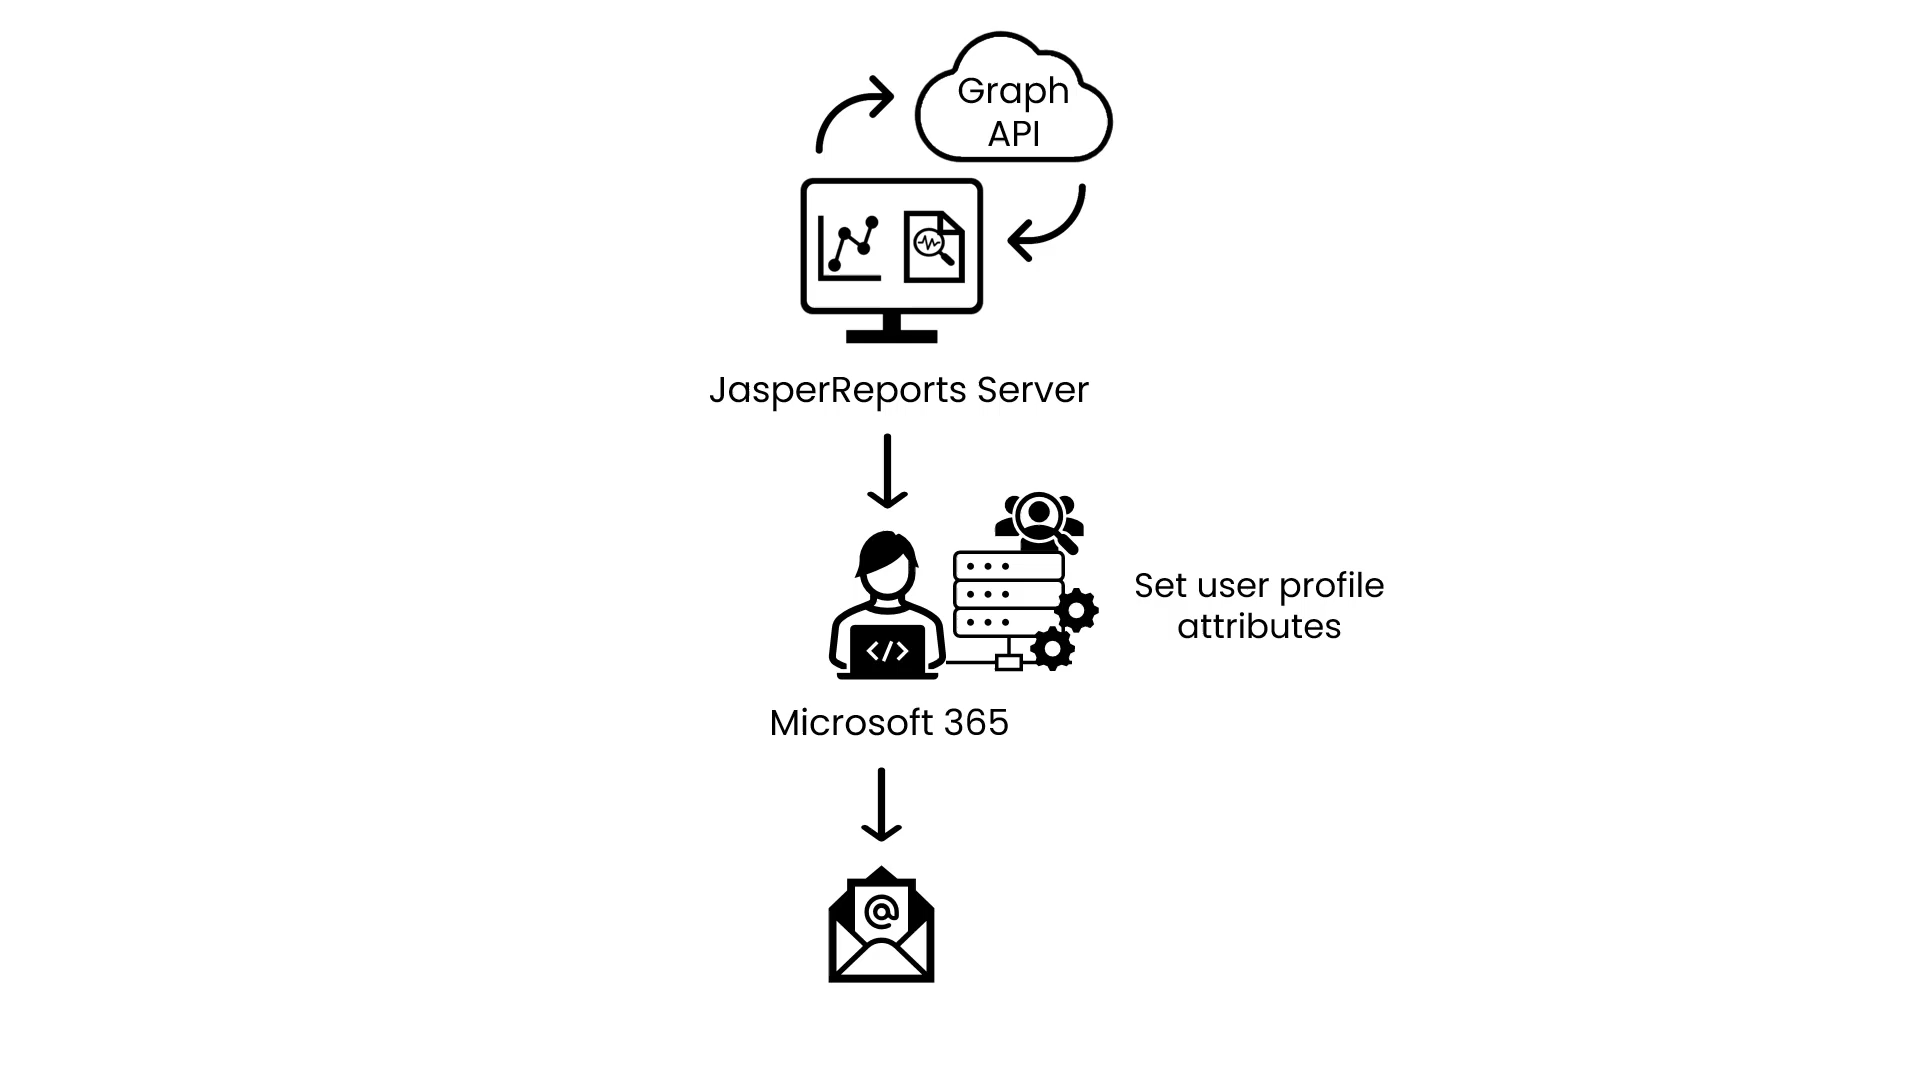 Graph
API
JasperReports Server
</>
Set user profile
attributes
Microsoft 365
@